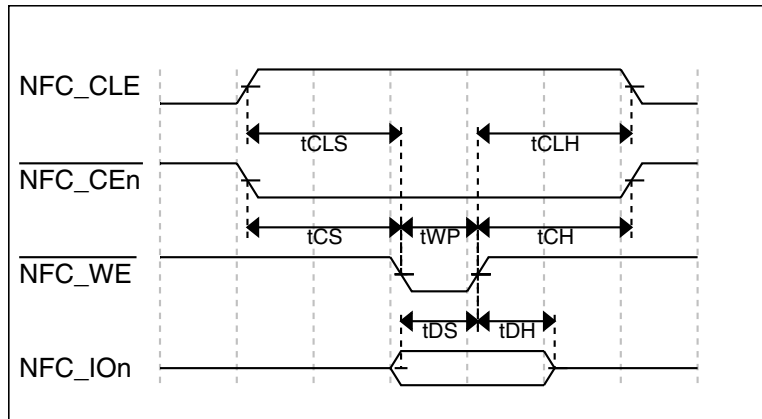 NFC_CLE
tCLS tCLH
NFC_CEn
tCS tWP tCH
NFC_WE
tDS tDH
NFC_IOn